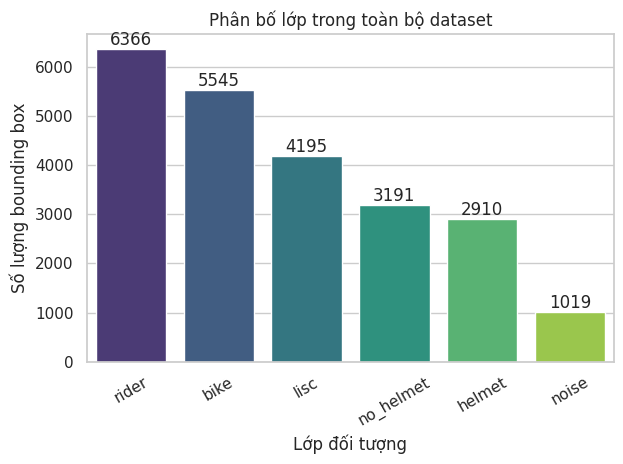 Phân bố lớp trong toàn bộ dataset
Số lượng bounding box
6000
5000
4000
3000
2000
1000
0
6366
5545
4195
3191
2910
1019
rider
bike
lisc
no_helmet
helmet
noise
Lớp đối tượng